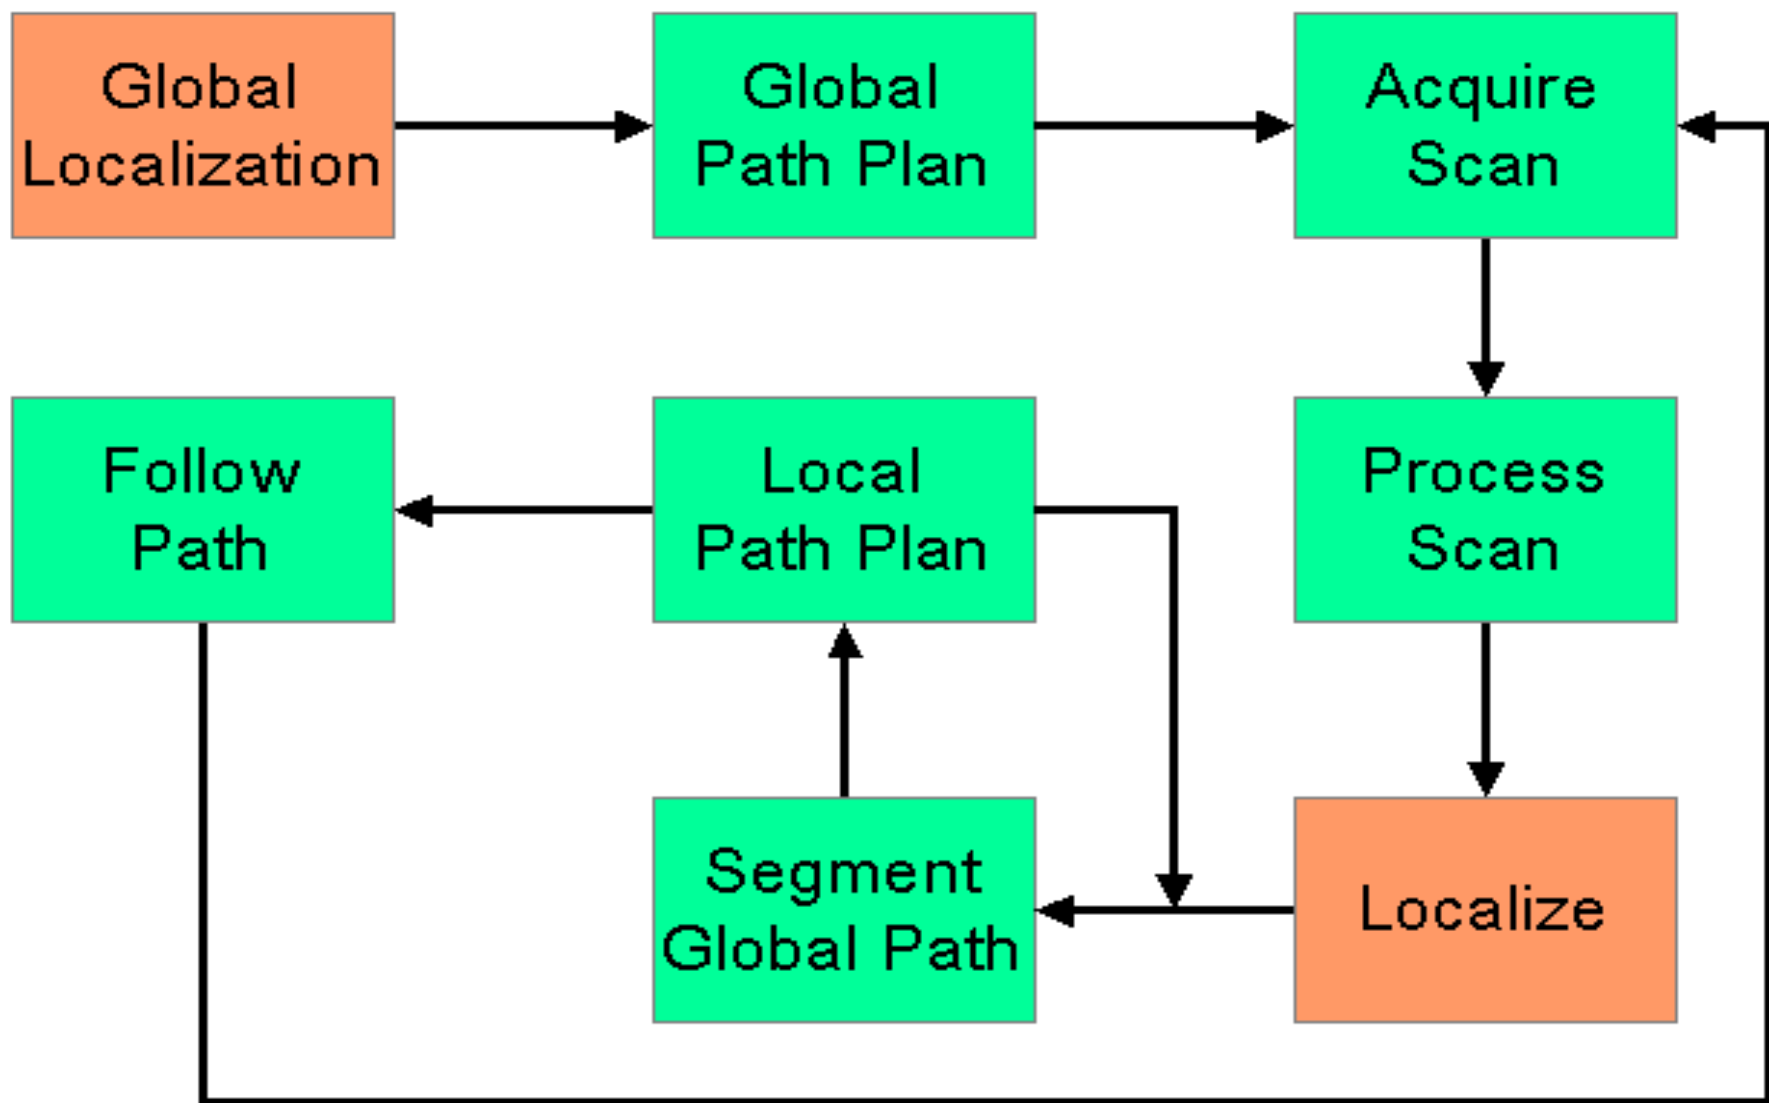 Global
Localization
Global
Path Plan
Acquire
Scan
Follow
Path
Local
Path Plan
Process
Scan
Segment
Global Path
Localize